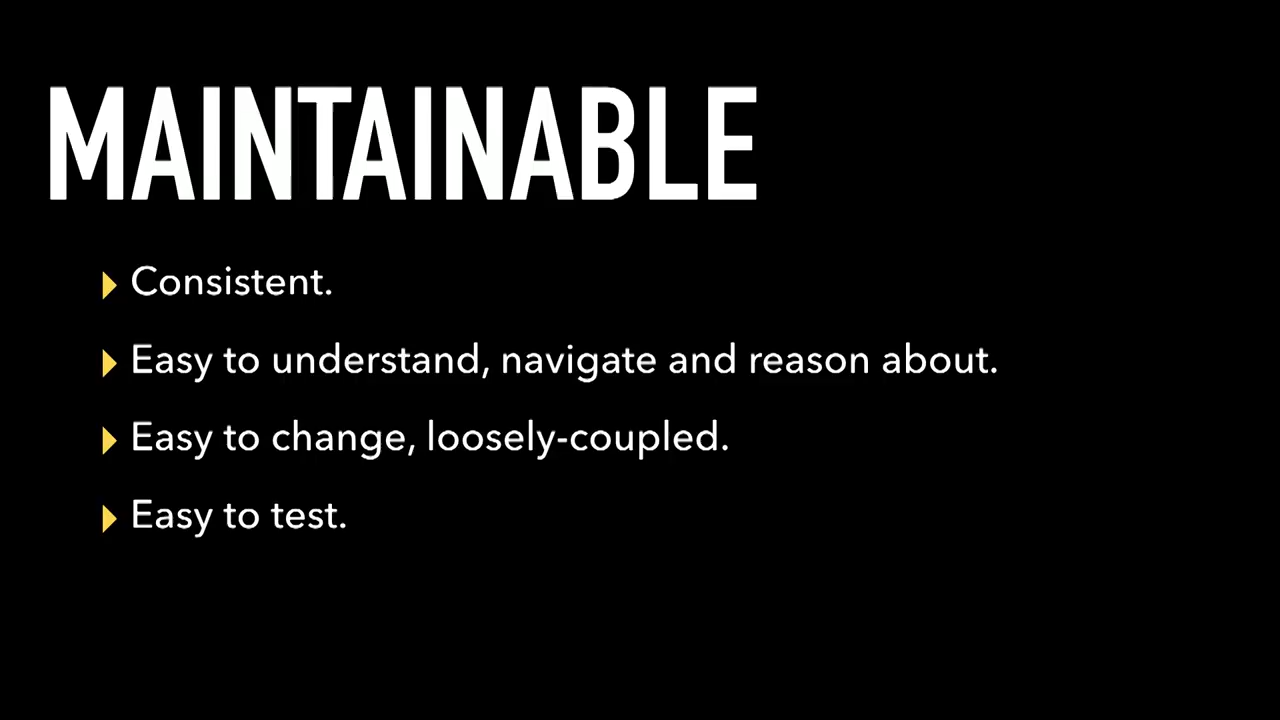 MAINTAINABLE
Consistent.
Easy to understand, navigate and reason about.
Easy to change, loosely-coupled.
Easy to test.